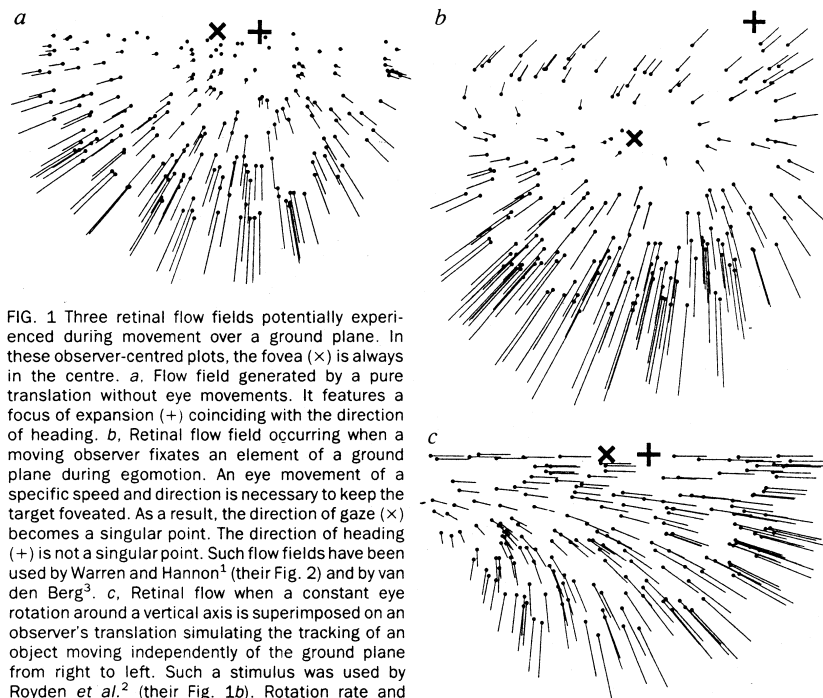 a
b
FIG. 1 Three retinal flow fields potentially experi-
enced during movement over a ground plane. In
these observer-centred plots, the fovea (×) is always
in the centre. a, Flow field generated by a pure
translation without eye movements. It features a
focus of expansion (+) coinciding with the direction
of heading. b, Retinal flow field occurring when a
moving observer fixates an element of a ground
plane during egomotion. An eye movement of a
specific speed and direction is necessary to keep the
target foveated. As a result, the direction of gaze (×)
becomes a singular point. The direction of heading
(+) is not a singular point. Such flow fields have been
used by Warren and Hannon¹ (their Fig. 2) and by van
den Berg³. c, Retinal flow when a constant eye
rotation around a vertical axis is superimposed on an
observer's translation simulating the tracking of an
object moving independently of the ground plane
from right to left. Such a stimulus was used by
Royden et al.² (their Fig. 1b). Rotation rate and
c